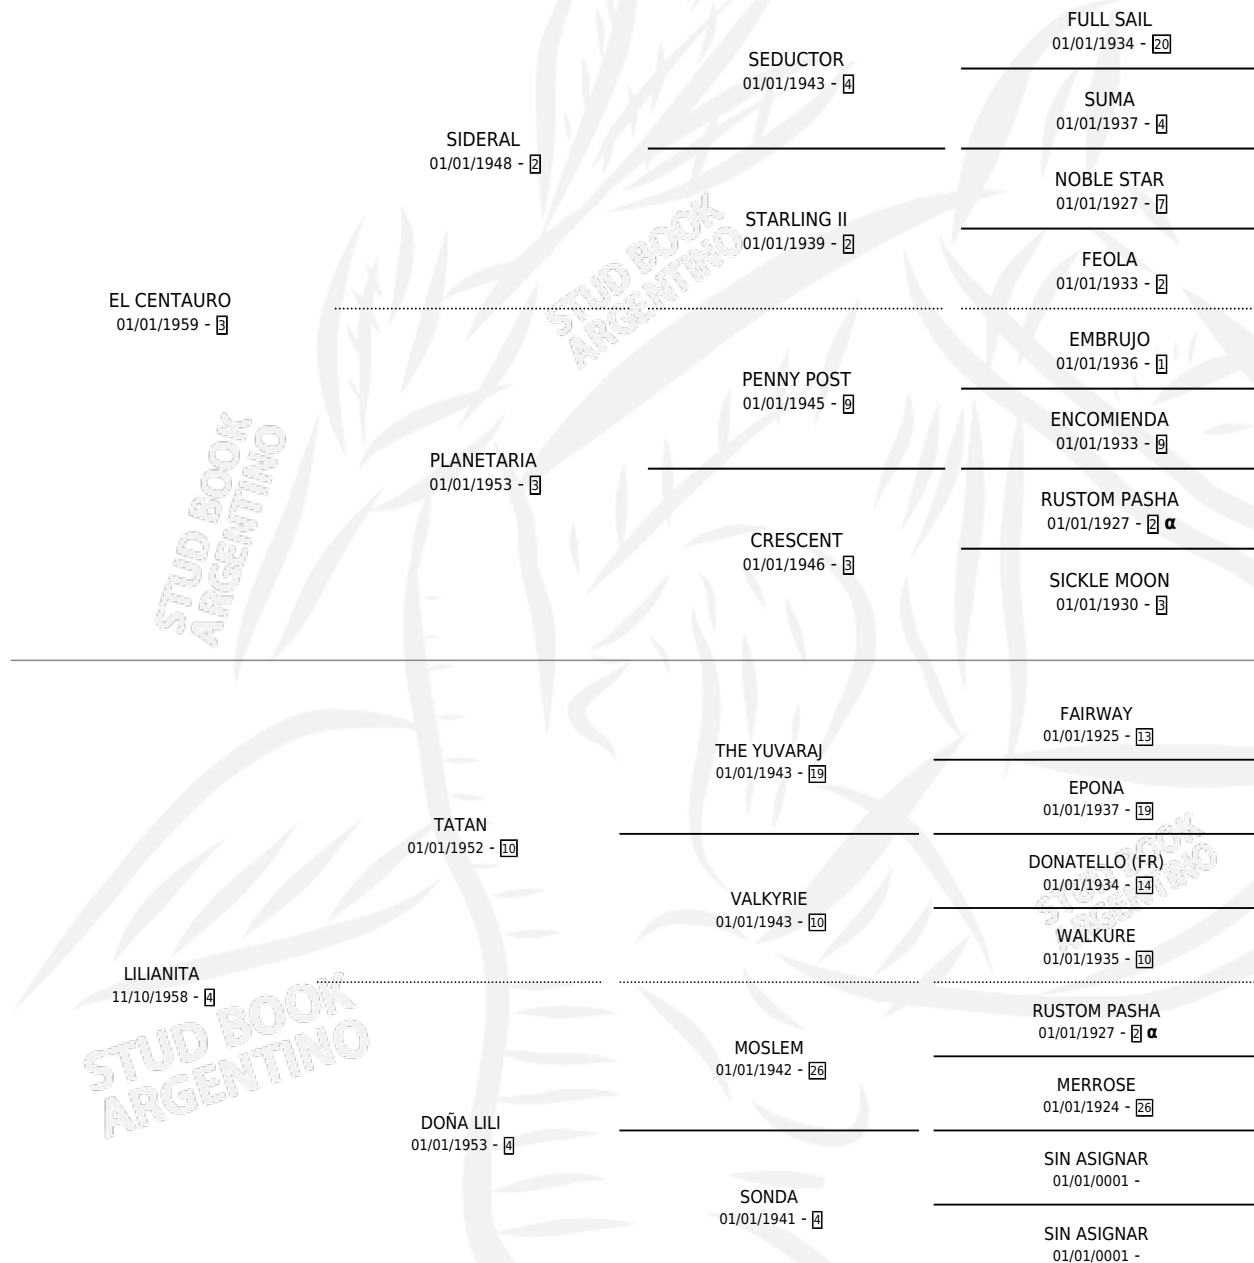 FULL SAIL
01/01/1934 - 20
SEDUCTOR
01/01/1943 - 4
SUMA
01/01/1937 - 4
SIDERAL
01/01/1948 - 2
NOBLE STAR
01/01/1927 - 7
STARLING II
01/01/1939 - 2
FEOLA
01/01/1933 - 2
EL CENTAURO
01/01/1959 - 3
EMBRUJO
01/01/1936 - 1
PENNY POST
01/01/1945 - 9
ENCOMIENDA
01/01/1933 - 9
PLANETARIA
01/01/1953 - 3
RUSTOM PASHA
01/01/1927 - 2 α
CRESCENT
01/01/1946 - 3
SICKLE MOON
01/01/1930 - 3
STUD BOOK
ARGENTINO
STUD BOOK
ARGENTINO
FAIRWAY
01/01/1925 - 13
THE YUVARAJ
01/01/1943 - 19
EPONA
01/01/1937 - 19
TATAN
01/01/1952 - 10
DONATELLO (FR)
01/01/1934 - 14
VALKYRIE
01/01/1943 - 10
WALKURE
01/01/1935 - 10
LILIANITA
11/10/1958 - 4
RUSTOM PASHA
01/01/1927 - 2 α
MOSLEM
01/01/1942 - 26
MERROSE
01/01/1924 - 26
DOÑA LILI
01/01/1953 - 4
SIN ASIGNAR
01/01/0001 -
SONDA
01/01/1941 - 4
SIN ASIGNAR
01/01/0001 -
STUD BOOK
ARGENTINO
STUD BOOK
ARGENTINO